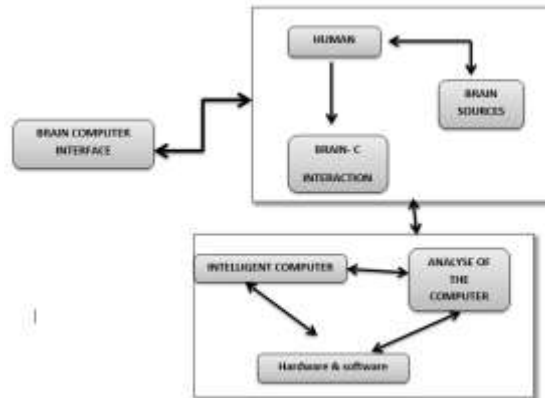 HUMAN
BRAIN
SOURCES
BRAIN COMPUTER
INTERFACE
BRAIN- C
INTERACTION
INTELLIGENT COMPUTER
ANALYSE OF
THE
COMPUTER
Hardware & software